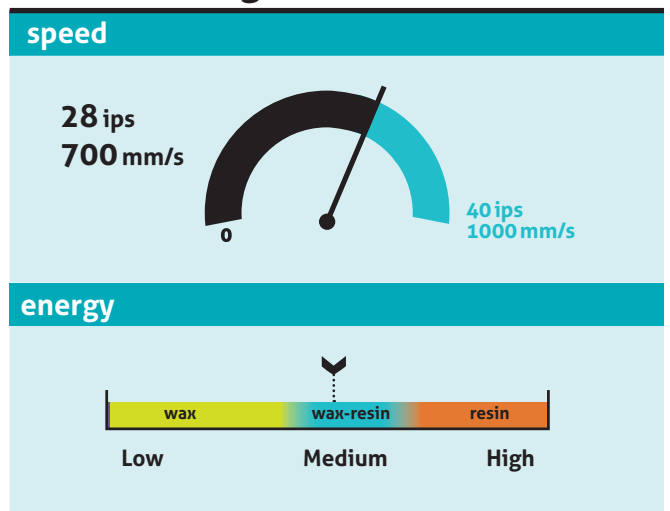 speed
28 ips
700 mm/s
0
40 ips
1000 mm/s
energy
wax wax-resin resin
Low Medium High